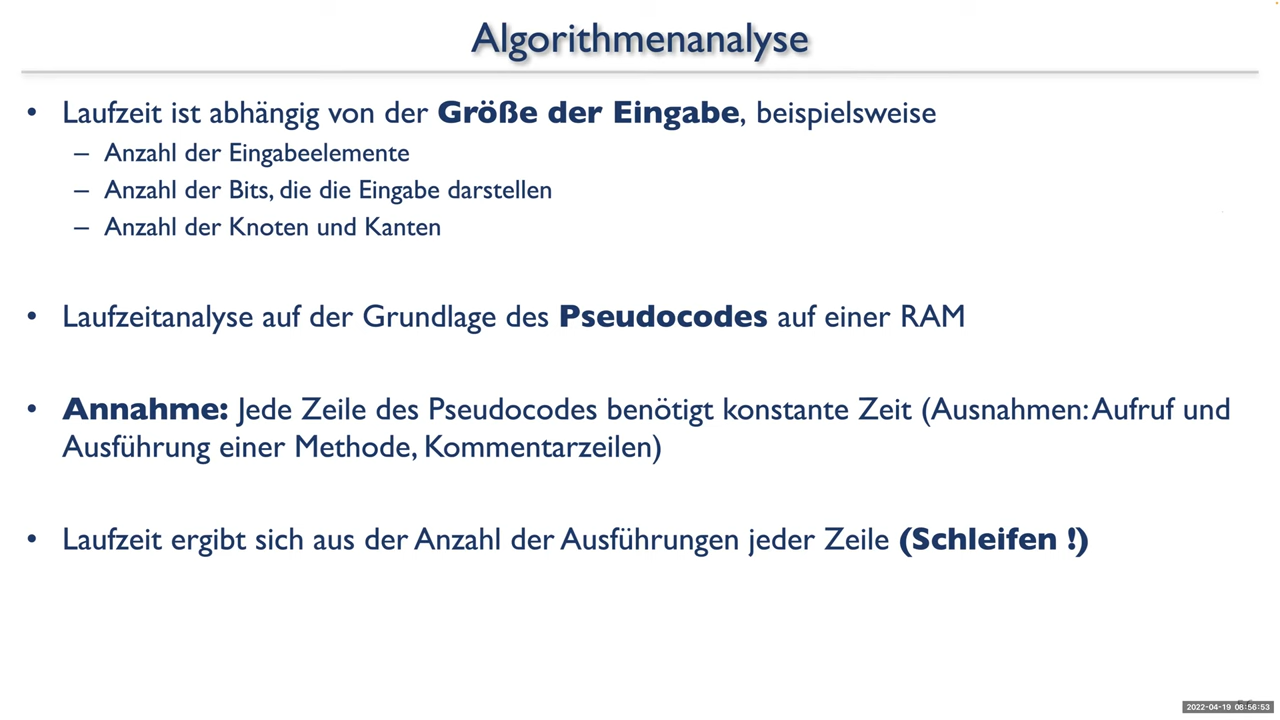 Algorithmenanalyse
• Laufzeit ist abhängig von der Größe der Eingabe, beispielsweise
– Anzahl der Eingabeelemente
– Anzahl der Bits, die die Eingabe darstellen
– Anzahl der Knoten und Kanten
• Laufzeitanalyse auf der Grundlage des Pseudocodes auf einer RAM
• Annahme: Jede Zeile des Pseudocodes benötigt konstante Zeit (Ausnahmen: Aufruf und
Ausführung einer Methode, Kommentarzeilen)
• Laufzeit ergibt sich aus der Anzahl der Ausführungen jeder Zeile (Schleifen !)
2022-04-19 08:56:53